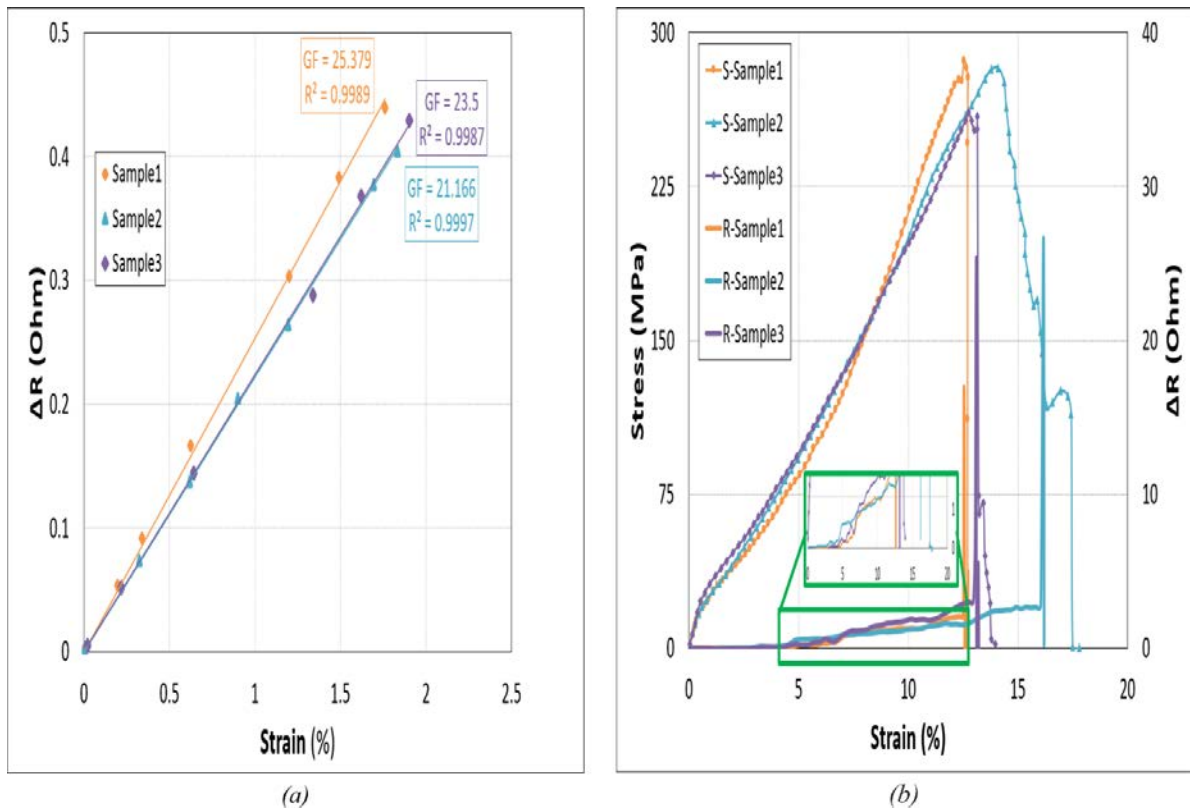 0.5
0.4
0.3
0.2
0.1
0
0
0.5
1
1.5
2
2.5
ΔR (Ohm)
Strain (%)
GF = 25.379
R² = 0.9989
GF = 23.5
R² = 0.9987
GF = 21.166
R² = 0.9997
Sample1
Sample2
Sample3
(a)
300
225
150
75
0
Stress (MPa)
S-Sample1
S-Sample2
S-Sample3
R-Sample1
R-Sample2
R-Sample3
0
5
10
15
20
0
0
5
10
15
20
Strain (%)
40
30
20
10
0
ΔR (Ohm)
(b)